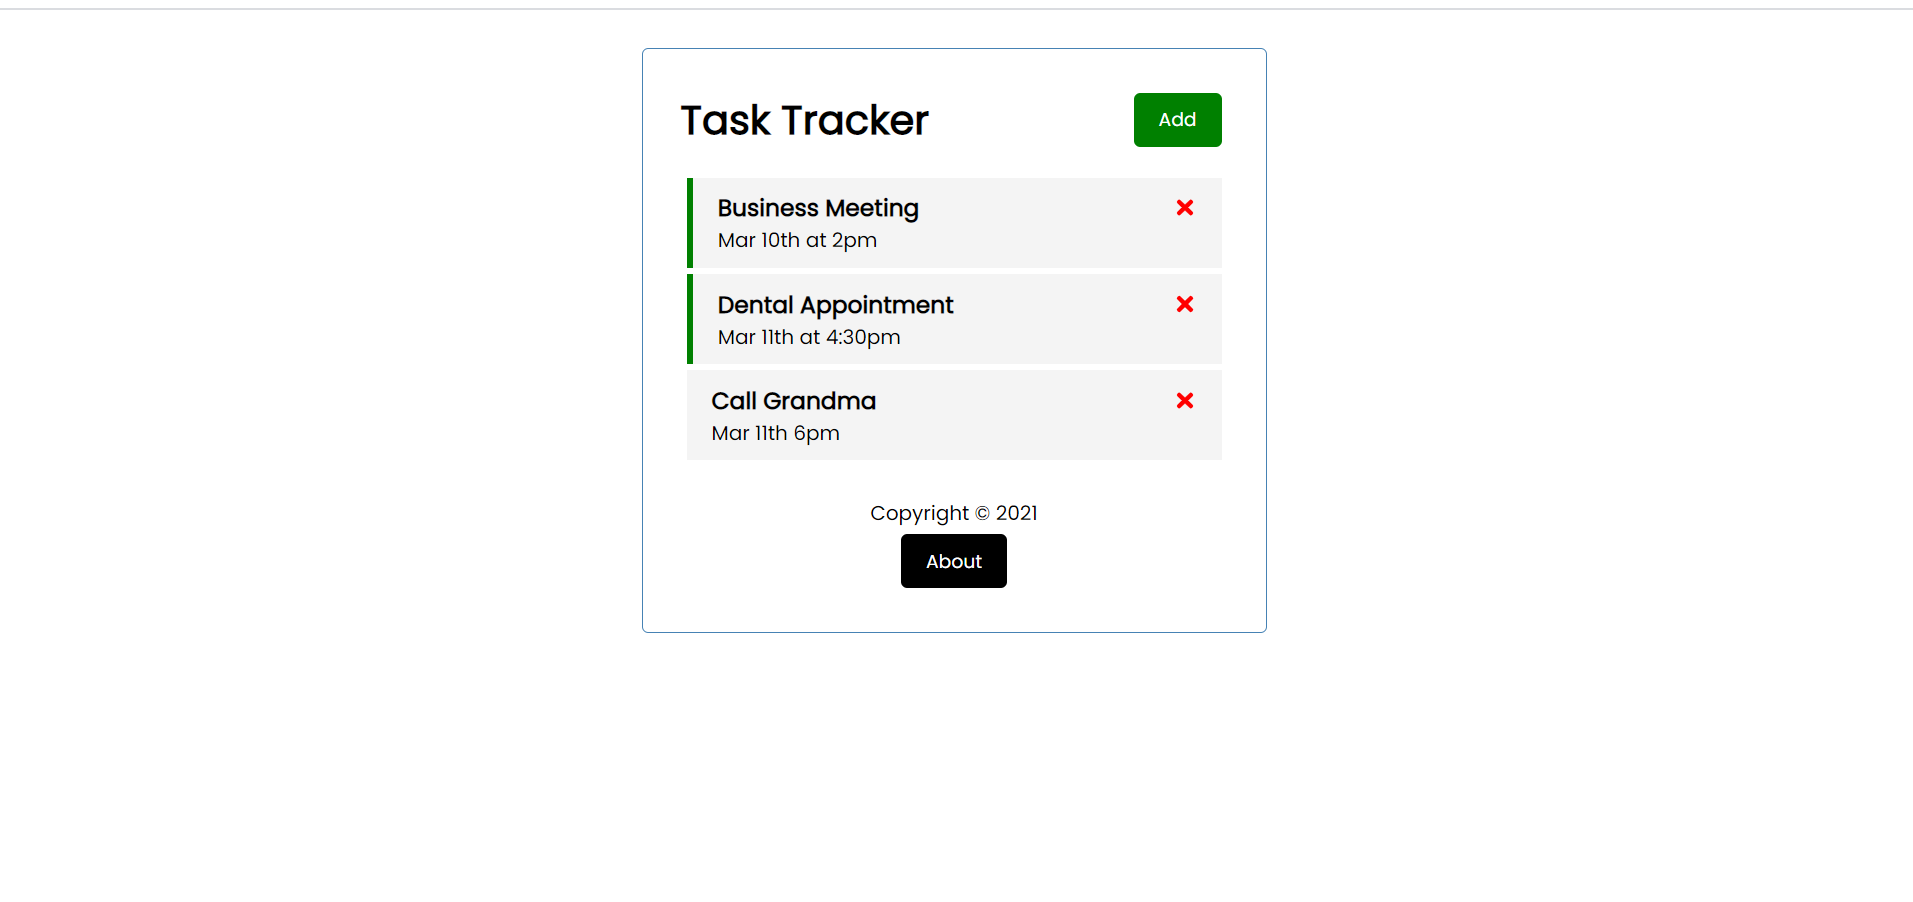 Task Tracker
Add
Business Meeting
Mar 10th at 2pm
Dental Appointment
Mar 11th at 4:30pm
Call Grandma
Mar 11th 6pm
Copyright © 2021
About